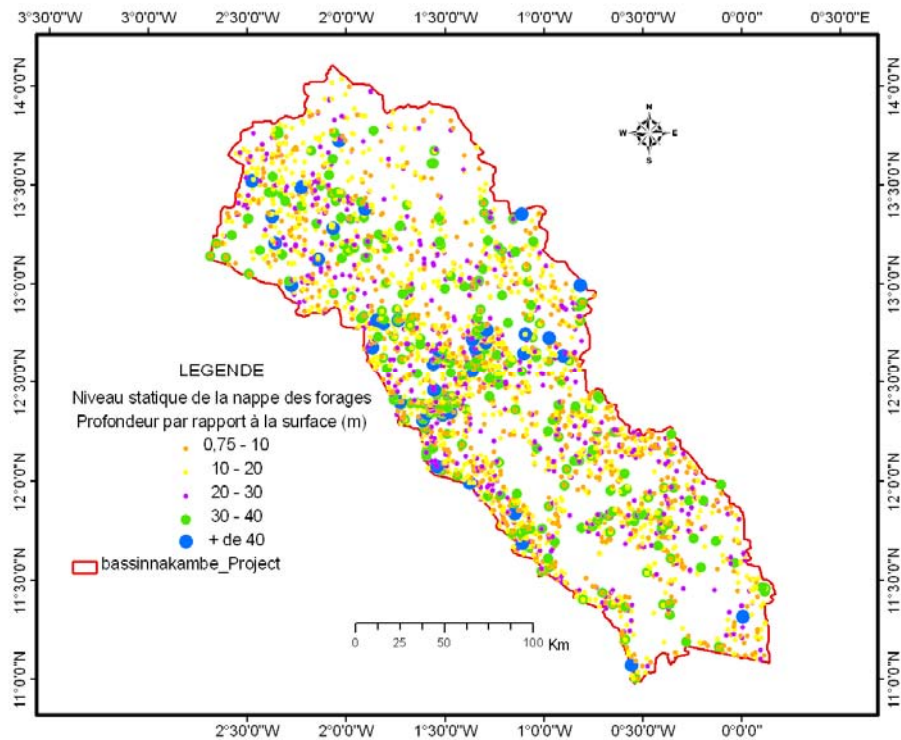 3°30'0"W 3°0'0"W 2°30'0"W 2°0'0"W 1°30'0"W 1°0'0"W 0°30'0"W 0°0'0" 0°30'0"E
14°0'0"N 14°0'0"N
N
W E
S
13°30'0"N 13°30'0"N
13°0'0"N 13°0'0"N
12°30'0"N 12°30'0"N
LEGENDE
Niveau statique de la nappe des forages
Profondeur par rapport à la surface (m)
0,75 - 10
10 - 20
20 - 30
30 - 40
+ de 40
bassinnakambe_Project
12°0'0"N 12°0'0"N
11°30'0"N 11°30'0"N
0 25 50 75 100
Km
11°0'0"N 11°0'0"N
2°30'0"W 2°0'0"W 1°30'0"W 1°0'0"W 0°30'0"W 0°0'0"